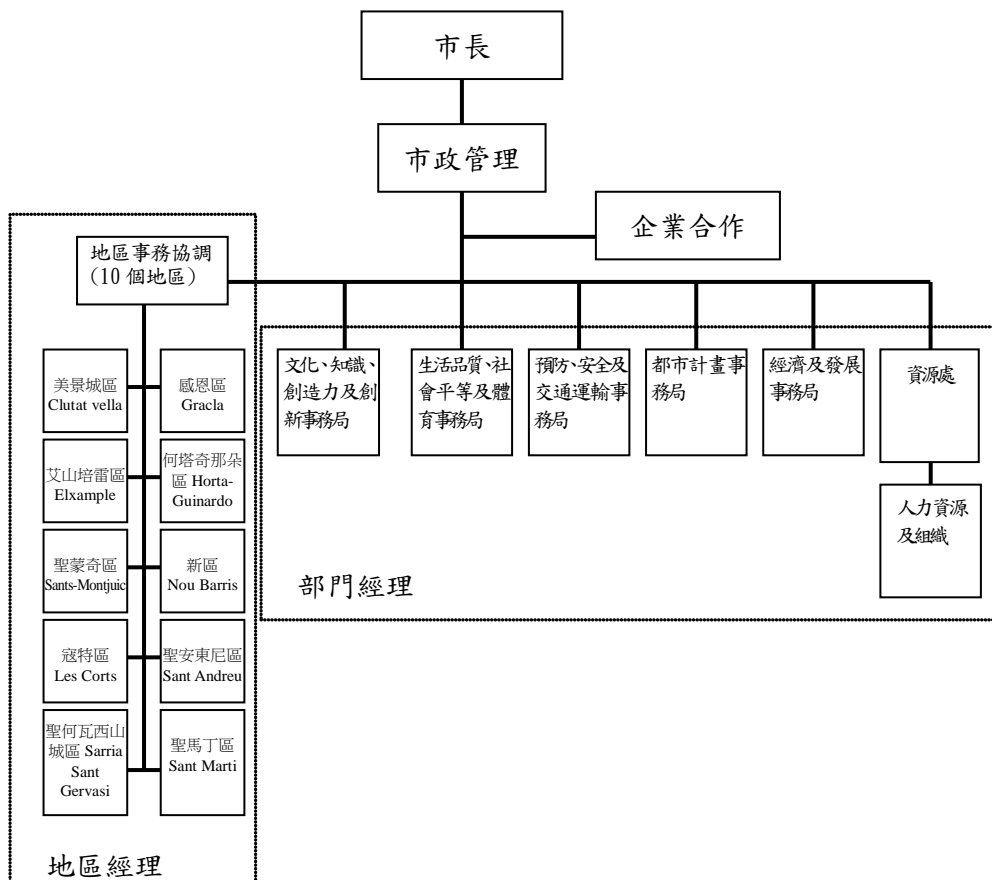 市長
市政管理
企業合作
地區事務協調
(10 個地區)
文化、知識、
創造力及創
新事務局
生活品質、社
會平等及體
育事務局
預防、安全及
交通運輸事
務局
都市計畫事
務局
經濟及發展
事務局
資源處
人力資源
及組織
部門經理
美景城區
Clutat vella
感恩區
Gracla
艾山培雷區
Elxample
何塔奇那朵
區 Horta-
Guinardo
聖蒙奇區
Sants-Montjuic
新區
Nou Barris
寇特區
Les Corts
聖安東尼區
Sant Andreu
聖何瓦西山
城區 Sarria
Sant
Gervasi
聖馬丁區
Sant Marti
地區經理